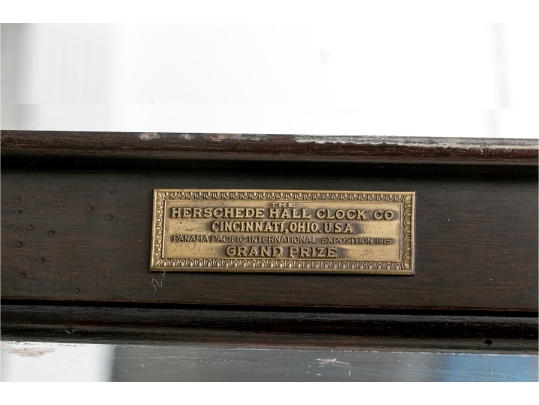 THE
HERSCHEDE HALL CLOCK CO
CINCINNATI, OHIO, U.S.A
PANAMA PACIFIC INTERNATIONAL EXPOSITION 1915
GRAND PRIZE